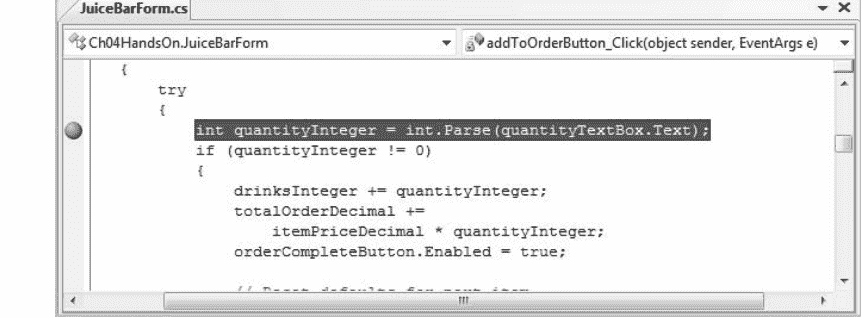 JuiceBarForm.cs
Ch04HandsOn.JuiceBarForm
addToOrderButton_Click(object sender, EventArgs e)
{
try
{
int quantityInteger = int.Parse(quantityTextBox.Text);
if (quantityInteger != 0)
{
drinksInteger += quantityInteger;
totalOrderDecimal +=
itemPriceDecimal * quantityInteger;
orderCompleteButton.Enabled = true;